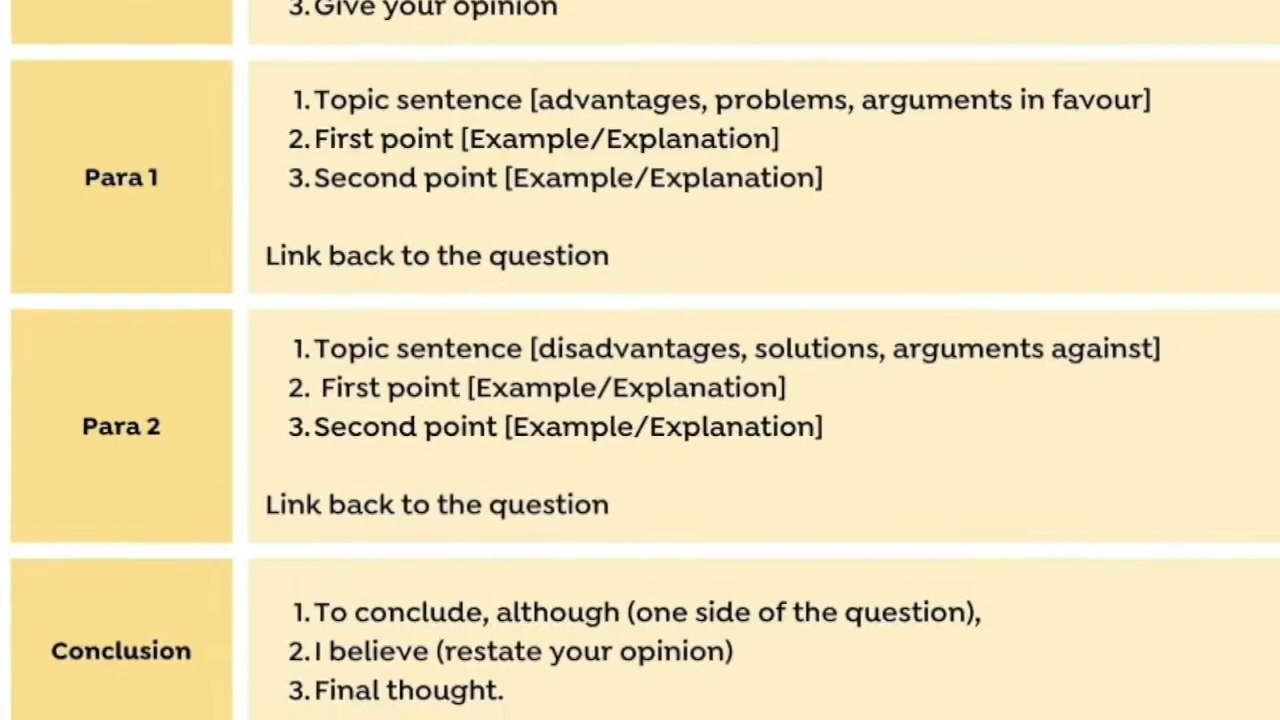 3. Give your opinion
Para 1
1. Topic sentence [advantages, problems, arguments in favour]
2. First point [Example/Explanation]
3. Second point [Example/Explanation]
Link back to the question
Para 2
1. Topic sentence [disadvantages, solutions, arguments against]
2. First point [Example/Explanation]
3. Second point [Example/Explanation]
Link back to the question
Conclusion
1. To conclude, although (one side of the question),
2. I believe (restate your opinion)
3. Final thought.